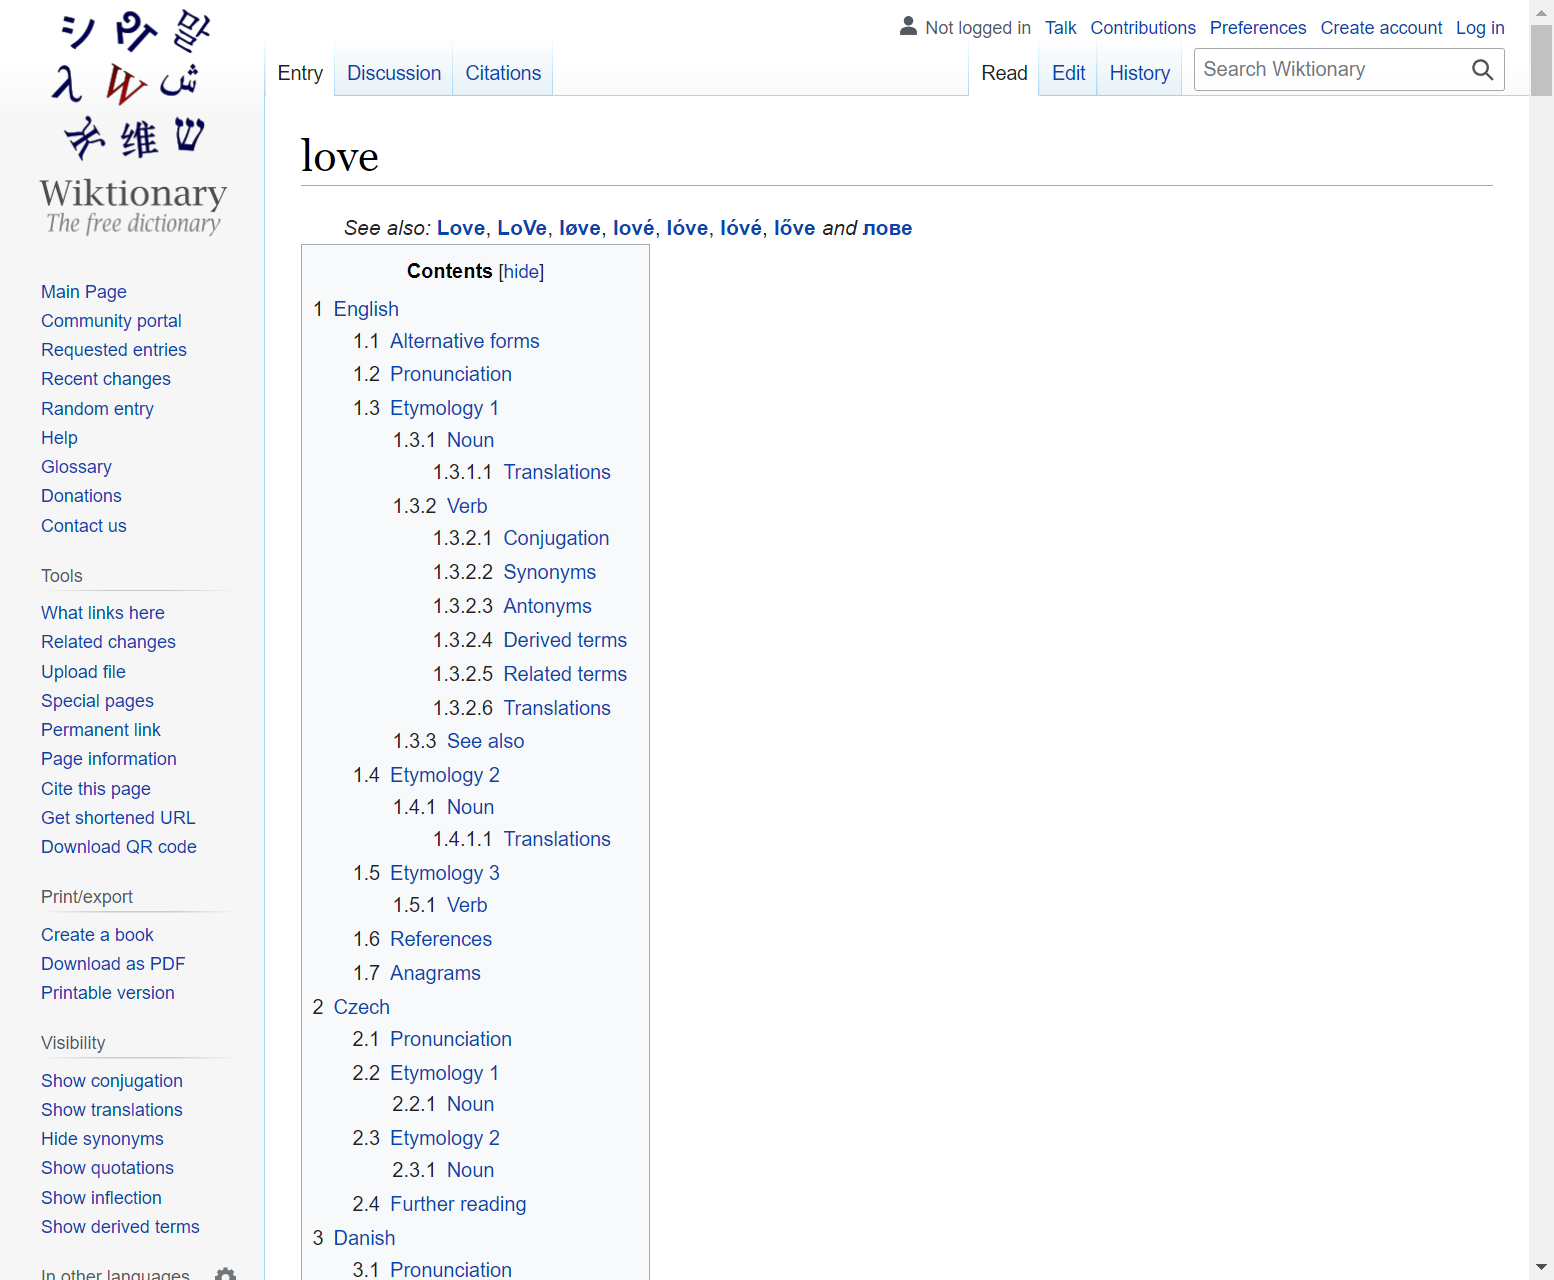 シ
말
λ
W
ش
维
ש
Wiktionary
The free dictionary
Not logged in Talk Contributions Preferences Create account Log in
Entry Discussion Citations Read Edit History Search Wiktionary
love
See also: Love, LoVe, løve, lové, lóve, lóvé, lőve and лове
Main Page
Community portal
Requested entries
Recent changes
Random entry
Help
Glossary
Donations
Contact us
Tools
What links here
Related changes
Upload file
Special pages
Permanent link
Page information
Cite this page
Get shortened URL
Download QR code
Print/export
Create a book
Download as PDF
Printable version
Visibility
Show conjugation
Show translations
Hide synonyms
Show quotations
Show inflection
Show derived terms
In other languages
Contents [hide]
1 English
1.1 Alternative forms
1.2 Pronunciation
1.3 Etymology 1
1.3.1 Noun
1.3.1.1 Translations
1.3.2 Verb
1.3.2.1 Conjugation
1.3.2.2 Synonyms
1.3.2.3 Antonyms
1.3.2.4 Derived terms
1.3.2.5 Related terms
1.3.2.6 Translations
1.3.3 See also
1.4 Etymology 2
1.4.1 Noun
1.4.1.1 Translations
1.5 Etymology 3
1.5.1 Verb
1.6 References
1.7 Anagrams
2 Czech
2.1 Pronunciation
2.2 Etymology 1
2.2.1 Noun
2.3 Etymology 2
2.3.1 Noun
2.4 Further reading
3 Danish
3.1 Pronunciation